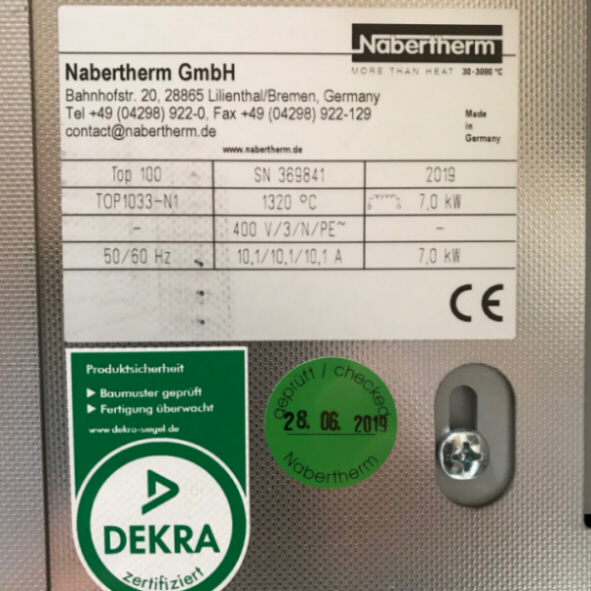 Nabertherm
MORE THAN HEAT 30-3000 °C
Nabertherm GmbH
Bahnhofstr. 20, 28865 Lilienthal/Bremen, Germany
Tel +49 (04298) 922-0, Fax +49 (04298) 922-129
contact@nabertherm.de
Made
in
Germany
www.nabertherm.de
Top 100 SN 369841 2019
TOP1033-N1 1320 °C 7,0 kW
- 400 V/3/N/PE~ -
50/60 Hz 10,1/10,1/10,1 A 7,0 kW
CE
Produktsicherheit
Baumuster geprüft
Fertigung überwacht
www.dekra-siegel.de
DEKRA
zertifiziert
geprüft / checked
28. 06. 2019
Nabertherm